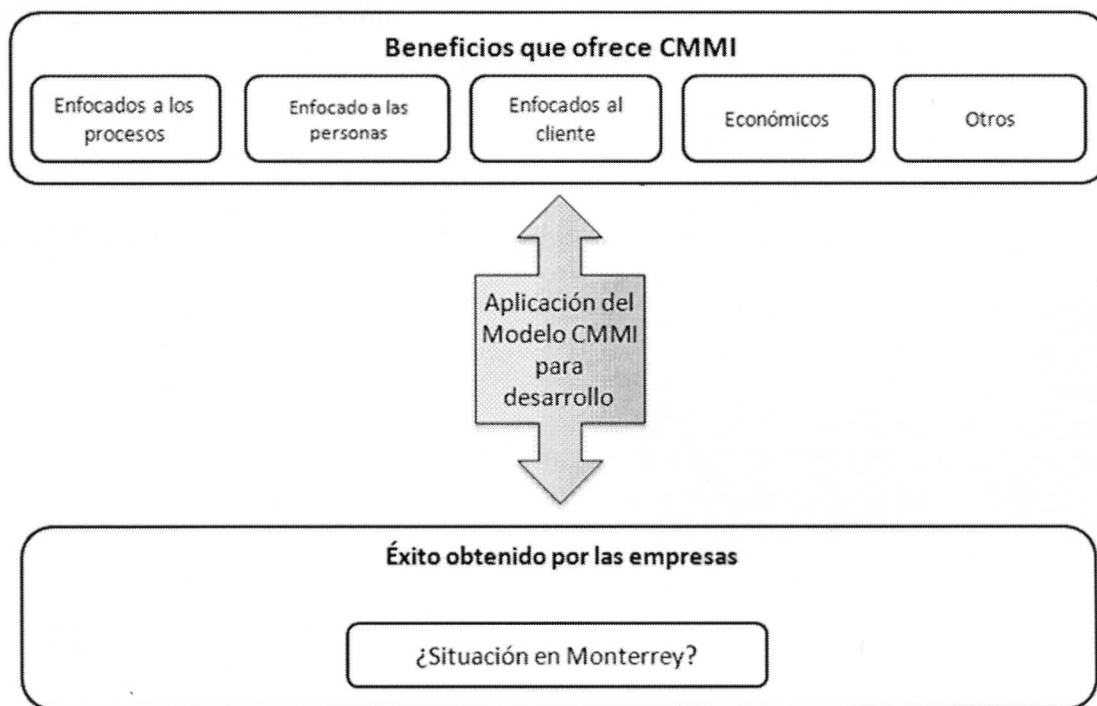 Beneficios que ofrece CMMI
Enfocados a los
procesos
Enfocado a las
personas
Enfocados al
cliente
Económicos
Otros
Aplicación del
Modelo CMMI
para
desarrollo
Éxito obtenido por las empresas
¿Situación en Monterrey?